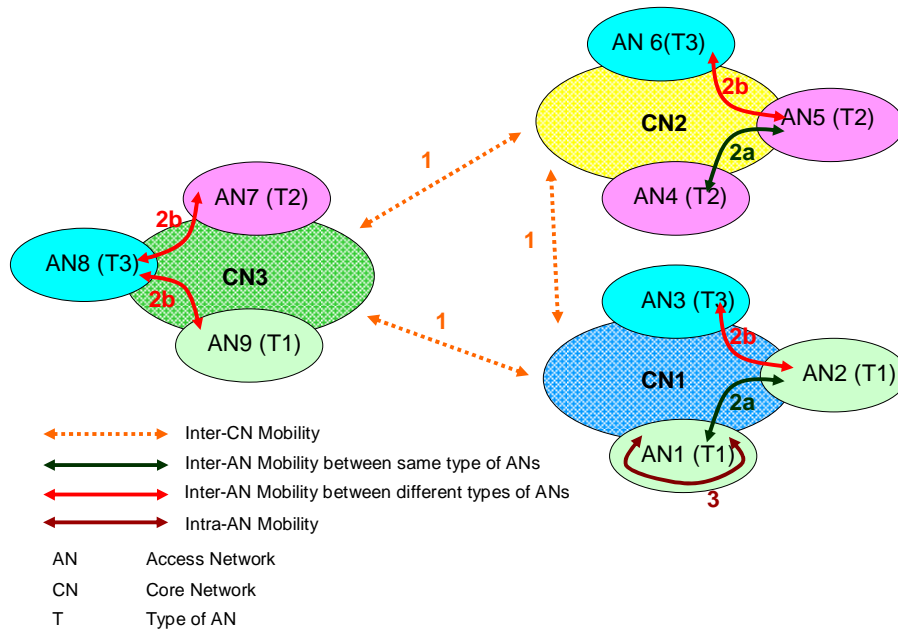 AN 6(T3)
2b
CN2
AN5 (T2)
2a
1
AN4 (T2)
AN7 (T2)
2b
1
AN8 (T3)
CN3
2b
AN3 (T3)
1
2b
AN9 (T1)
CN1
AN2 (T1)
2a
Inter-CN Mobility
AN1 (T1)
Inter-AN Mobility between same type of ANs
Inter-AN Mobility between different types of ANs
3
Intra-AN Mobility
AN Access Network
CN Core Network
T Type of AN